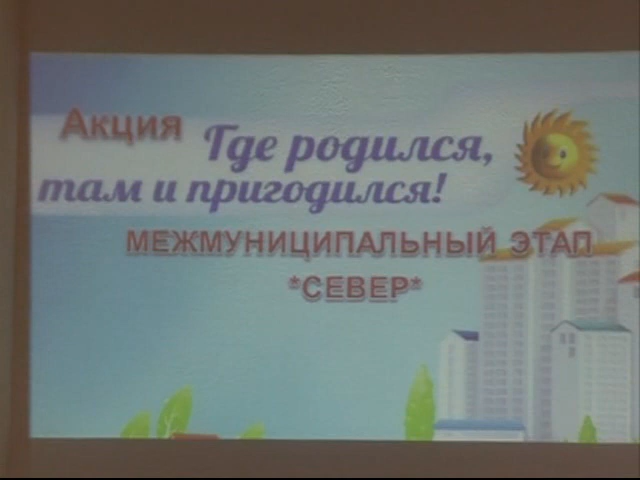 Акция Где родился,
там и пригодился!
МЕЖМУНИЦИПАЛЬНЫЙ ЭТАП
*СЕВЕР*